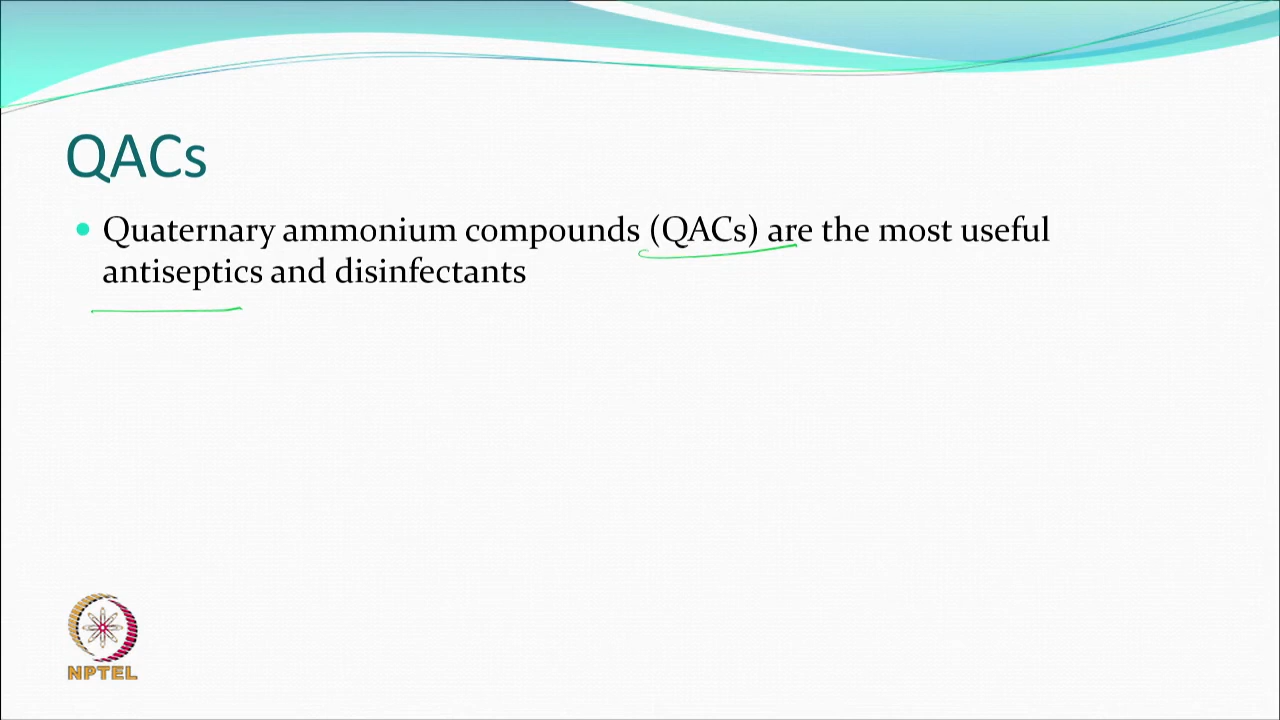 QACs
Quaternary ammonium compounds (QACs) are the most useful
antiseptics and disinfectants
NPTEL